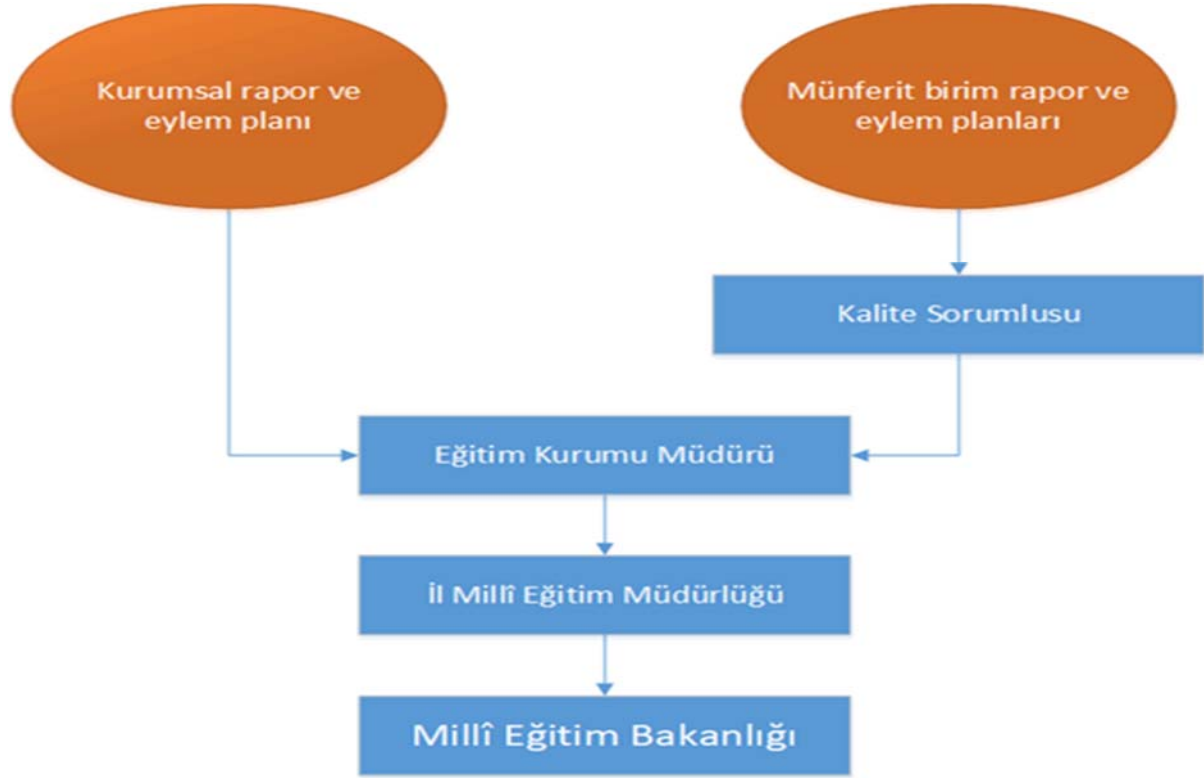 Kurumsal rapor ve
eylem planı
Münferit birim rapor ve
eylem planları
Kalite Sorumlusu
Eğitim Kurumu Müdürü
İl Millî Eğitim Müdürlüğü
Millî Eğitim Bakanlığı